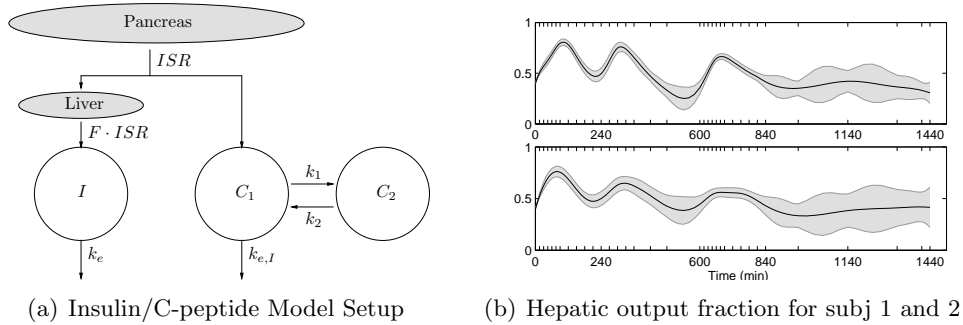 Pancreas
ISR
Liver
F · ISR
I
C1
k1
k2
C2
ke
ke,I
(a) Insulin/C-peptide Model Setup
1
0.5
0
0 240 600 840 1140 1440
1
0.5
0
0 240 600 840 1140 1440
Time (min)
(b) Hepatic output fraction for subj 1 and 2